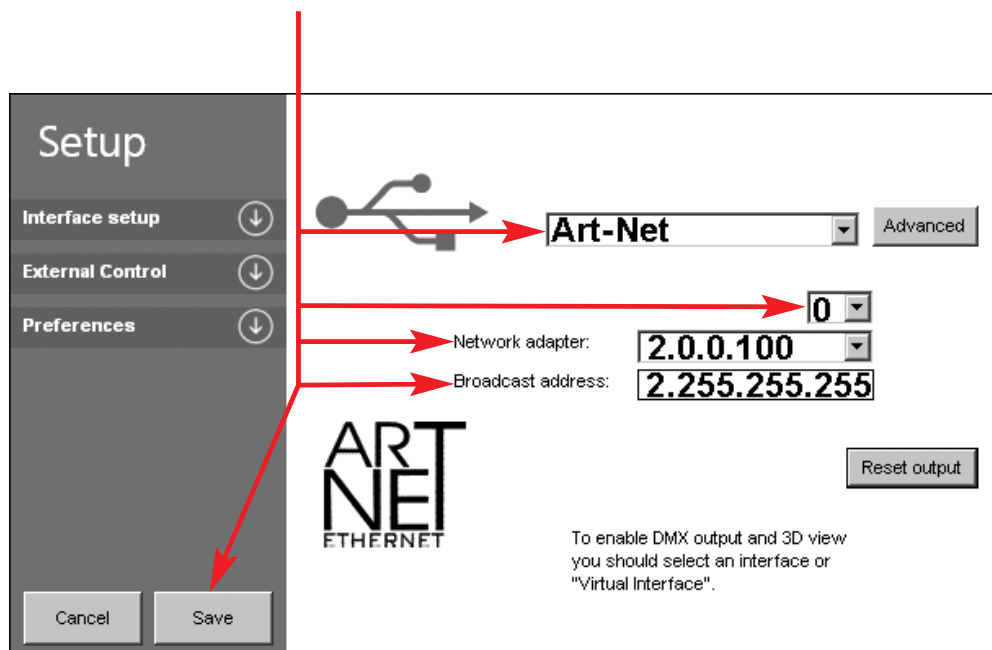 Setup
Interface setup
External Control
Preferences
Art-Net
Advanced
0
Network adapter:
2.0.0.100
Broadcast address:
2.255.255.255
ART
NET
ETHERNET
Reset output
To enable DMX output and 3D view
you should select an interface or
"Virtual Interface".
Cancel
Save